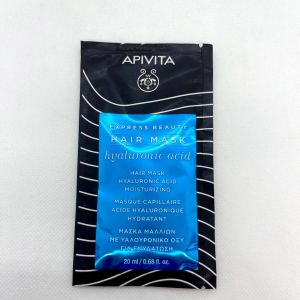 APIVITA
EXPRESS BEAUTY
HAIR MASK
hyaluronic acid
HAIR MASK
HYALURONIC ACID
MOISTURIZING
MASQUE CAPILLAIRE
ACIDE HYALURONIQUE
HYDRATANT
ΜΑΣΚΑ ΜΑΛΛΙΩΝ
ΜΕ ΥΑΛΟΥΡΟΝΙΚΟ ΟΞΥ
ΓΙΑ ΕΝΥΔΑΤΩΣΗ
20 ml / 0.68 fl. oz.